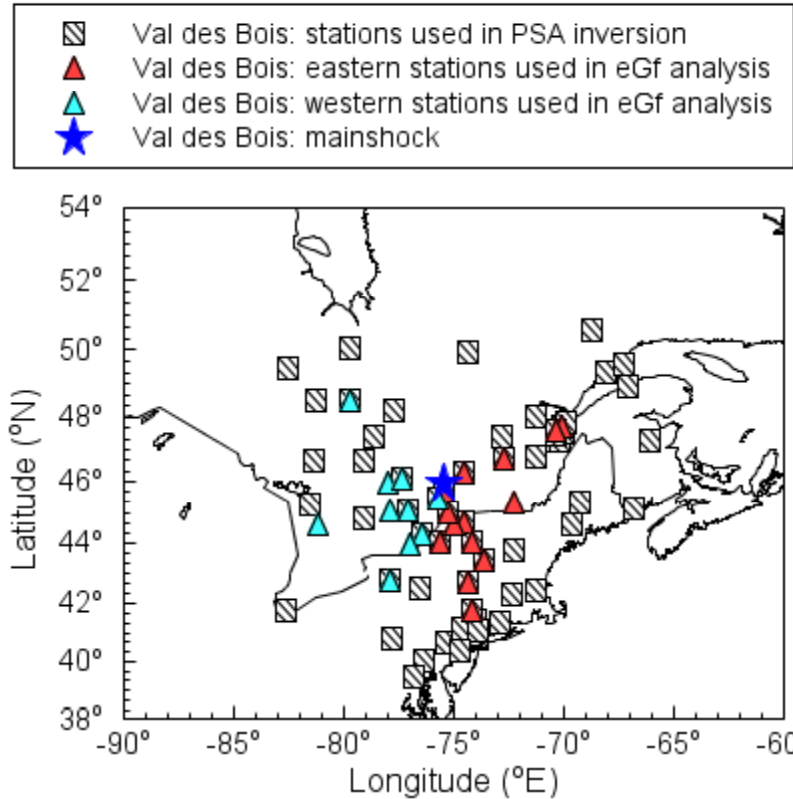 Val des Bois: stations used in PSA inversion
Val des Bois: eastern stations used in eGf analysis
Val des Bois: western stations used in eGf analysis
Val des Bois: mainshock
54°
52°
50°
48°
46°
44°
42°
40°
38°
Latitude (°N)
-90° -85° -80° -75° -70° -65° -60
Longitude (°E)